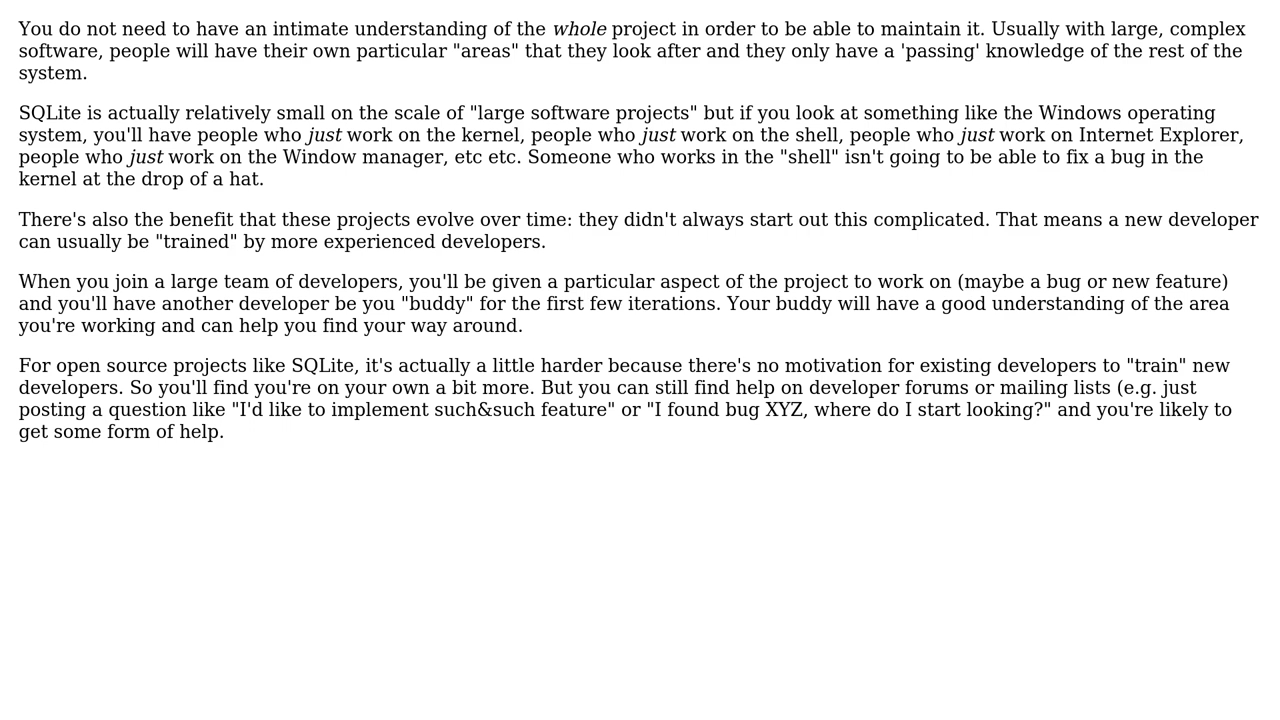 You do not need to have an intimate understanding of the whole project in order to be able to maintain it. Usually with large, complex
software, people will have their own particular "areas" that they look after and they only have a 'passing' knowledge of the rest of the
system.
SQLite is actually relatively small on the scale of "large software projects" but if you look at something like the Windows operating
system, you'll have people who just work on the kernel, people who just work on the shell, people who just work on Internet Explorer,
people who just work on the Window manager, etc etc. Someone who works in the "shell" isn't going to be able to fix a bug in the
kernel at the drop of a hat.
There's also the benefit that these projects evolve over time: they didn't always start out this complicated. That means a new developer
can usually be "trained" by more experienced developers.
When you join a large team of developers, you'll be given a particular aspect of the project to work on (maybe a bug or new feature)
and you'll have another developer be you "buddy" for the first few iterations. Your buddy will have a good understanding of the area
you're working and can help you find your way around.
For open source projects like SQLite, it's actually a little harder because there's no motivation for existing developers to "train" new
developers. So you'll find you're on your own a bit more. But you can still find help on developer forums or mailing lists (e.g. just
posting a question like "I'd like to implement such&such feature" or "I found bug XYZ, where do I start looking?" and you're likely to
get some form of help.